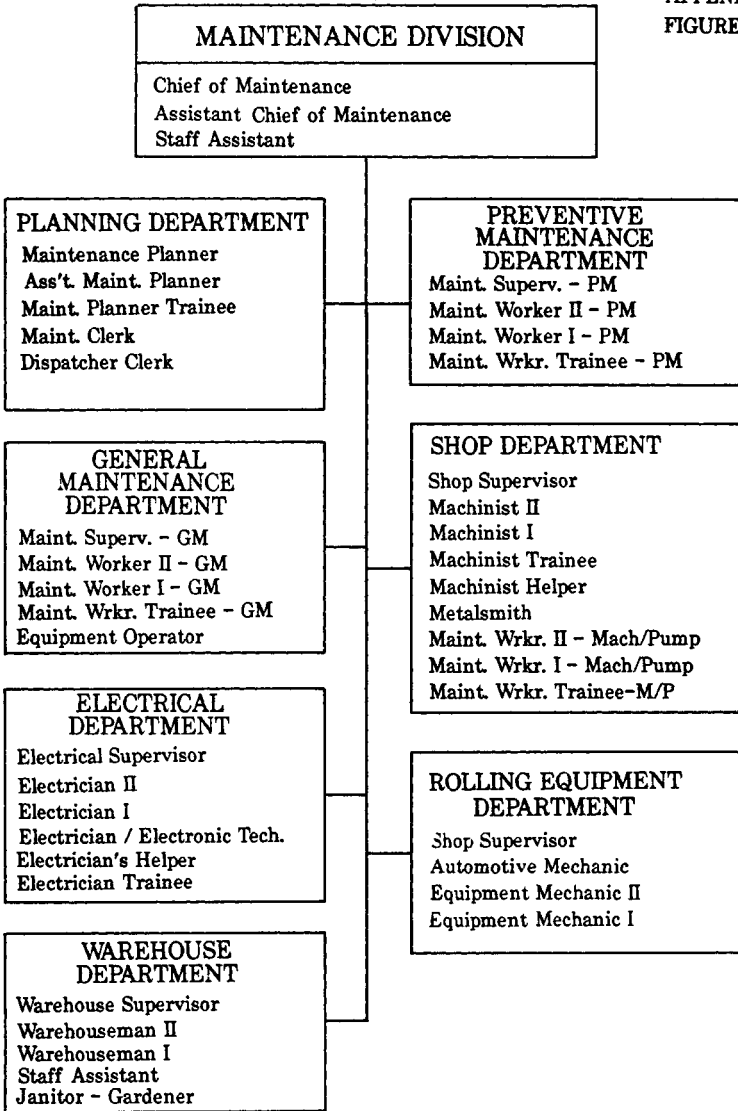 FIGURE
MAINTENANCE DIVISION
Chief of Maintenance
Assistant Chief of Maintenance
Staff Assistant
PLANNING DEPARTMENT
Maintenance Planner
Ass't. Maint. Planner
Maint. Planner Trainee
Maint. Clerk
Dispatcher Clerk
PREVENTIVE
MAINTENANCE
DEPARTMENT
Maint. Superv. - PM
Maint. Worker II - PM
Maint. Worker I - PM
Maint. Wrkr. Trainee - PM
GENERAL
MAINTENANCE
DEPARTMENT
Maint. Superv. - GM
Maint. Worker II - GM
Maint. Worker I - GM
Maint. Wrkr. Trainee - GM
Equipment Operator
SHOP DEPARTMENT
Shop Supervisor
Machinist II
Machinist I
Machinist Trainee
Machinist Helper
Metalsmith
Maint. Wrkr. II - Mach/Pump
Maint. Wrkr. I - Mach/Pump
Maint. Wrkr. Trainee-M/P
ELECTRICAL
DEPARTMENT
Electrical Supervisor
Electrician II
Electrician I
Electrician / Electronic Tech.
Electrician's Helper
Electrician Trainee
ROLLING EQUIPMENT
DEPARTMENT
Shop Supervisor
Automotive Mechanic
Equipment Mechanic II
Equipment Mechanic I
WAREHOUSE
DEPARTMENT
Warehouse Supervisor
Warehouseman II
Warehouseman I
Staff Assistant
Janitor - Gardener